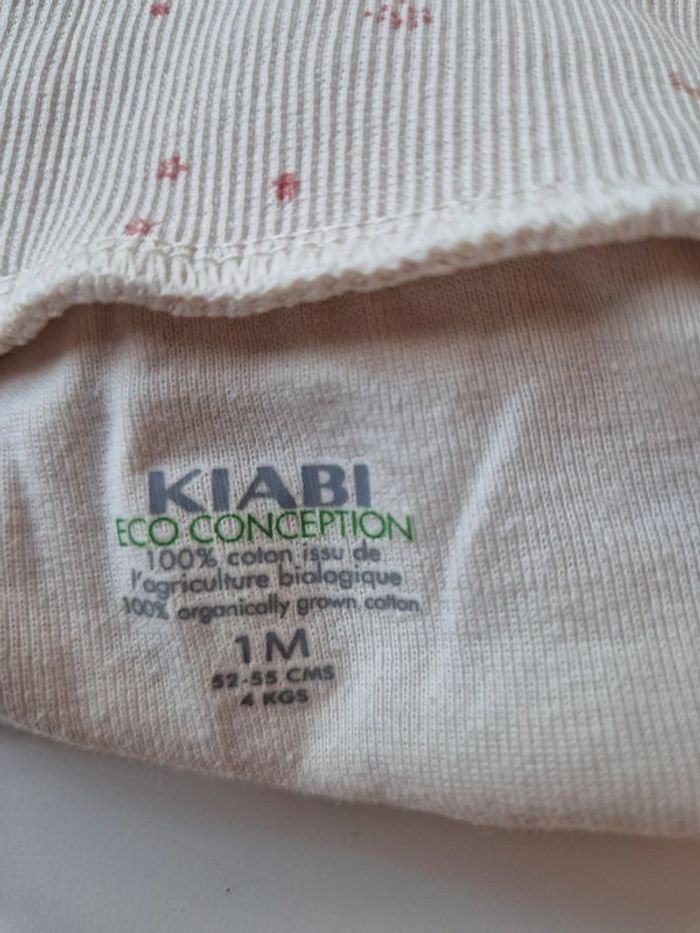 KIABI
ECO CONCEPTION
100% coton issu de
l'agriculture biologique
100% organically grown cotton
1M
52-55 CMS
4 KGS